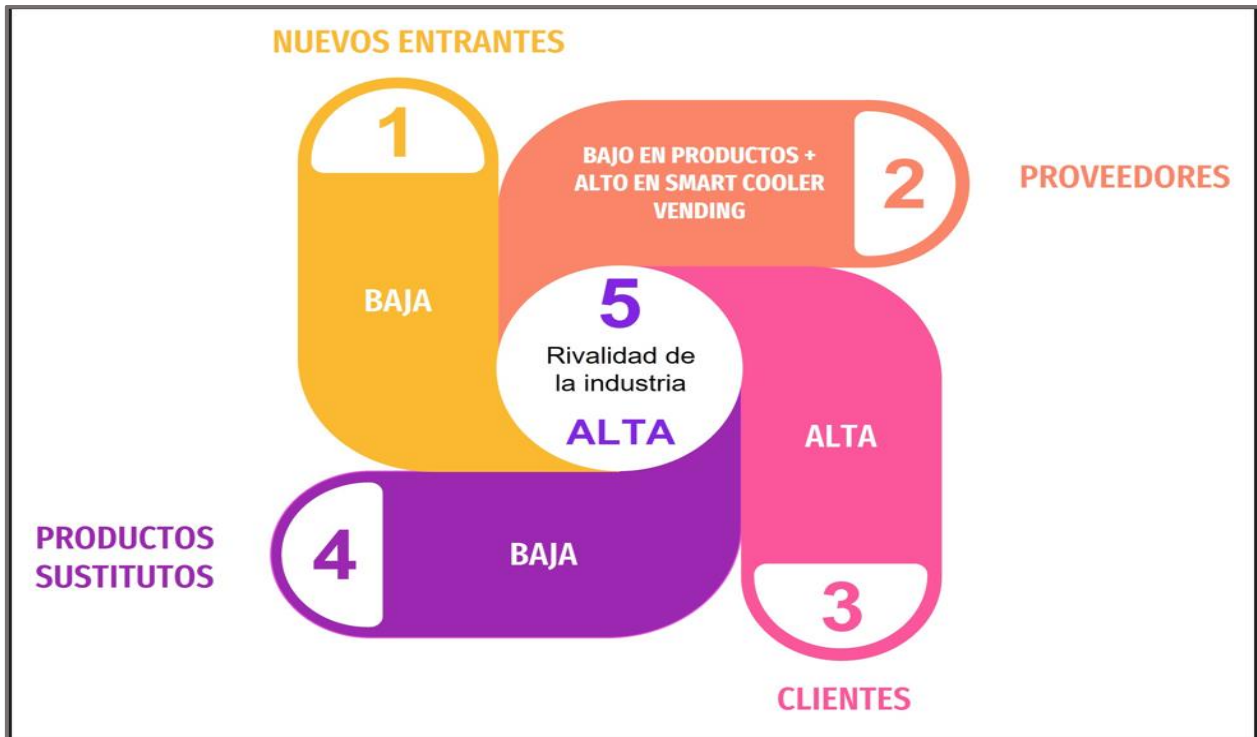 NUEVOS ENTRANTES
1
BAJA
BAJO EN PRODUCTOS +
ALTO EN SMART COOLER
VENDING
2
PROVEEDORES
5
Rivalidad de
la industria
ALTA
ALTA
3
CLIENTES
PRODUCTOS
SUSTITUTOS
4
BAJA